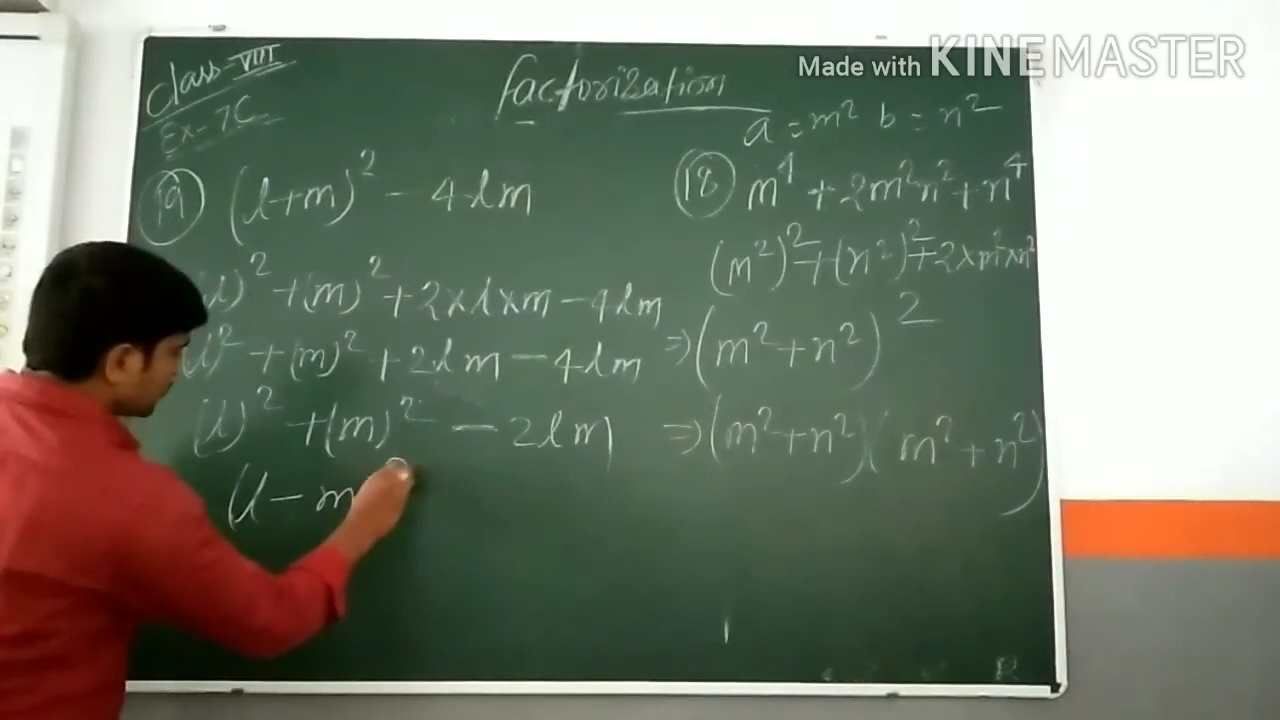 Made with KINEMASTER
Class-VIII
Ex-7C
Factorization
(19) (l+m)² - 4lm
(l)² + (m)² + 2×l×m - 4lm
(l)² + (m)² + 2lm - 4lm
(l)² + (m)² - 2lm
(l - m
a = m² b = n²
(18) m⁴ + 2m²n² + n⁴
(m²)² + (n²)² + 2×m²×n²
⇒ (m² + n²)²
⇒ (m² + n²)(m² + n²)